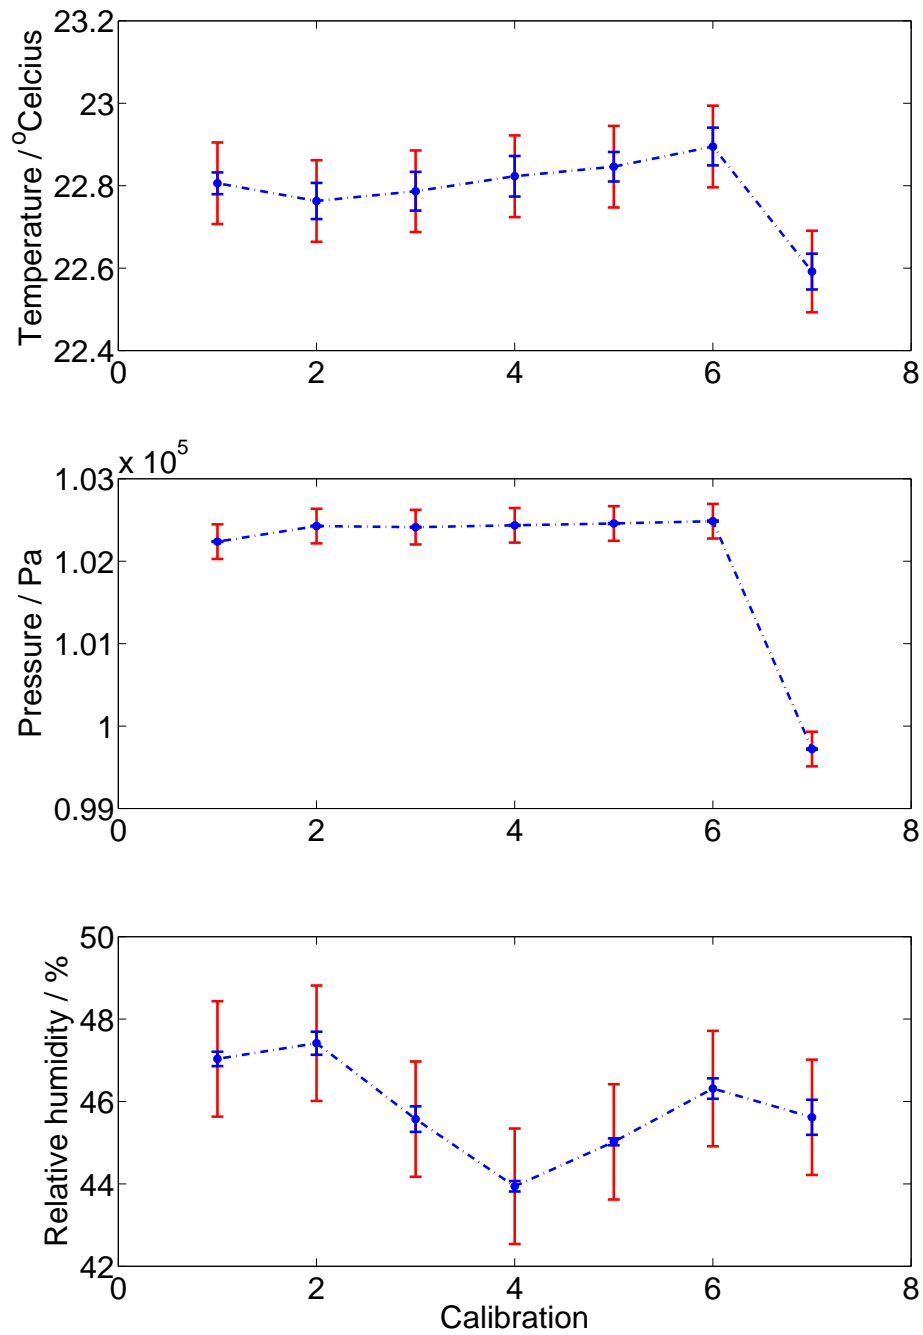 23.2
23
22.8
22.6
22.4
Temperature / °Celcius
0 2 4 6 8
x 10^5
1.03
1.02
1.01
1
0.99
Pressure / Pa
0 2 4 6 8
50
48
46
44
42
Relative humidity / %
0 2 4 6 8
Calibration